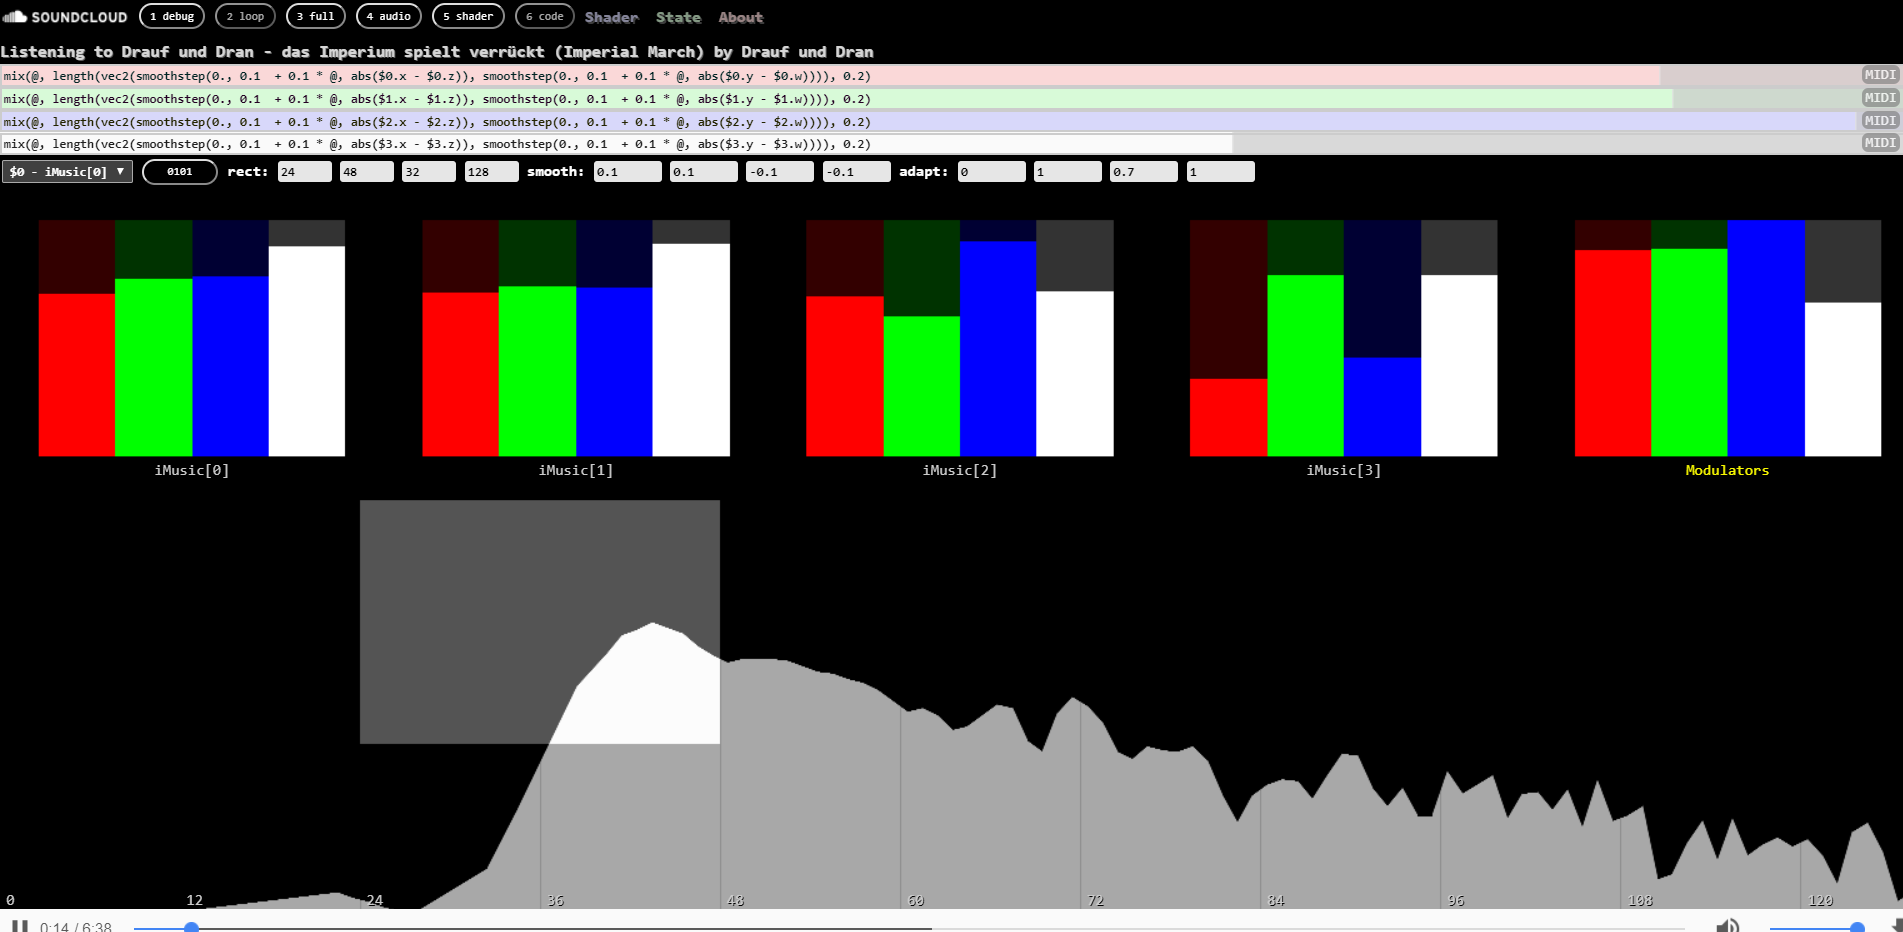 SOUNDCLOUD 1 debug 2 loop 3 full 4 audio 5 shader 6 code Shader State About
Listening to Drauf und Dran - das Imperium spielt verrückt (Imperial March) by Drauf und Dran
mix(@, length(vec2(smoothstep(0., 0.1  + 0.1 * @, abs($0.x - $0.z)), smoothstep(0., 0.1  + 0.1 * @, abs($0.y - $0.w)))), 0.2) MIDI
mix(@, length(vec2(smoothstep(0., 0.1  + 0.1 * @, abs($1.x - $1.z)), smoothstep(0., 0.1  + 0.1 * @, abs($1.y - $1.w)))), 0.2) MIDI
mix(@, length(vec2(smoothstep(0., 0.1  + 0.1 * @, abs($2.x - $2.z)), smoothstep(0., 0.1  + 0.1 * @, abs($2.y - $2.w)))), 0.2) MIDI
mix(@, length(vec2(smoothstep(0., 0.1  + 0.1 * @, abs($3.x - $3.z)), smoothstep(0., 0.1  + 0.1 * @, abs($3.y - $3.w)))), 0.2) MIDI
$0 - iMusic[0] ▼ 0101 rect: 24 48 32 128 smooth: 0.1 0.1 -0.1 -0.1 adapt: 0 1 0.7 1
iMusic[0] iMusic[1] iMusic[2] iMusic[3] Modulators
0 12 24 36 48 60 72 84 96 108 120
0:14 / 6:38